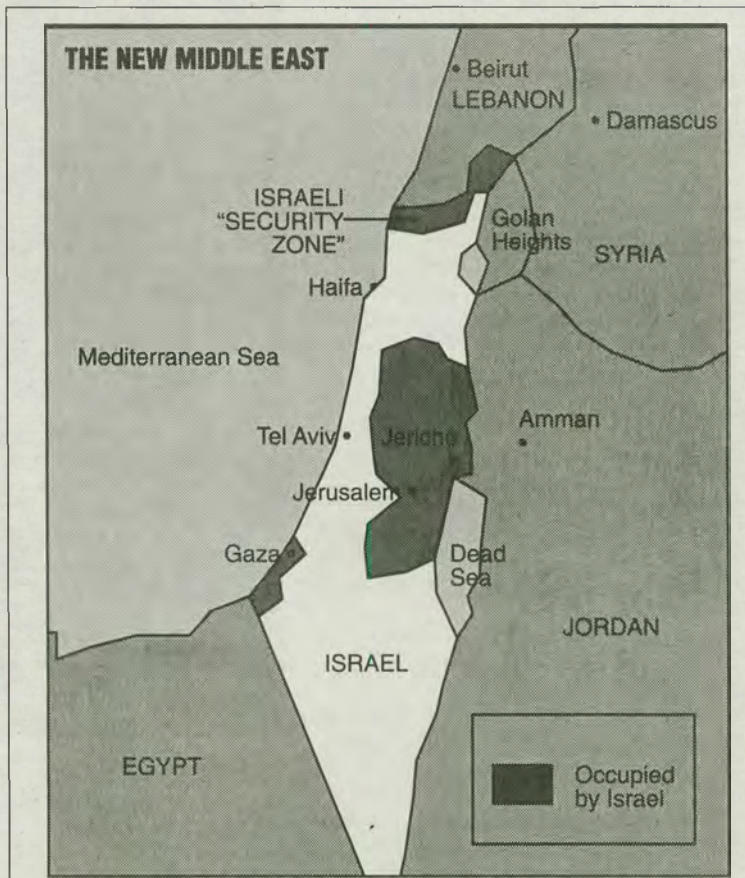 THE NEW MIDDLE EAST
Beirut
LEBANON
Damascus
ISRAELI
"SECURITY
ZONE"
Golan
Heights
SYRIA
Haifa
Mediterranean Sea
Tel Aviv
Jericho
Amman
Jerusalem
Gaza
Dead
Sea
JORDAN
ISRAEL
EGYPT
Occupied
by Israel